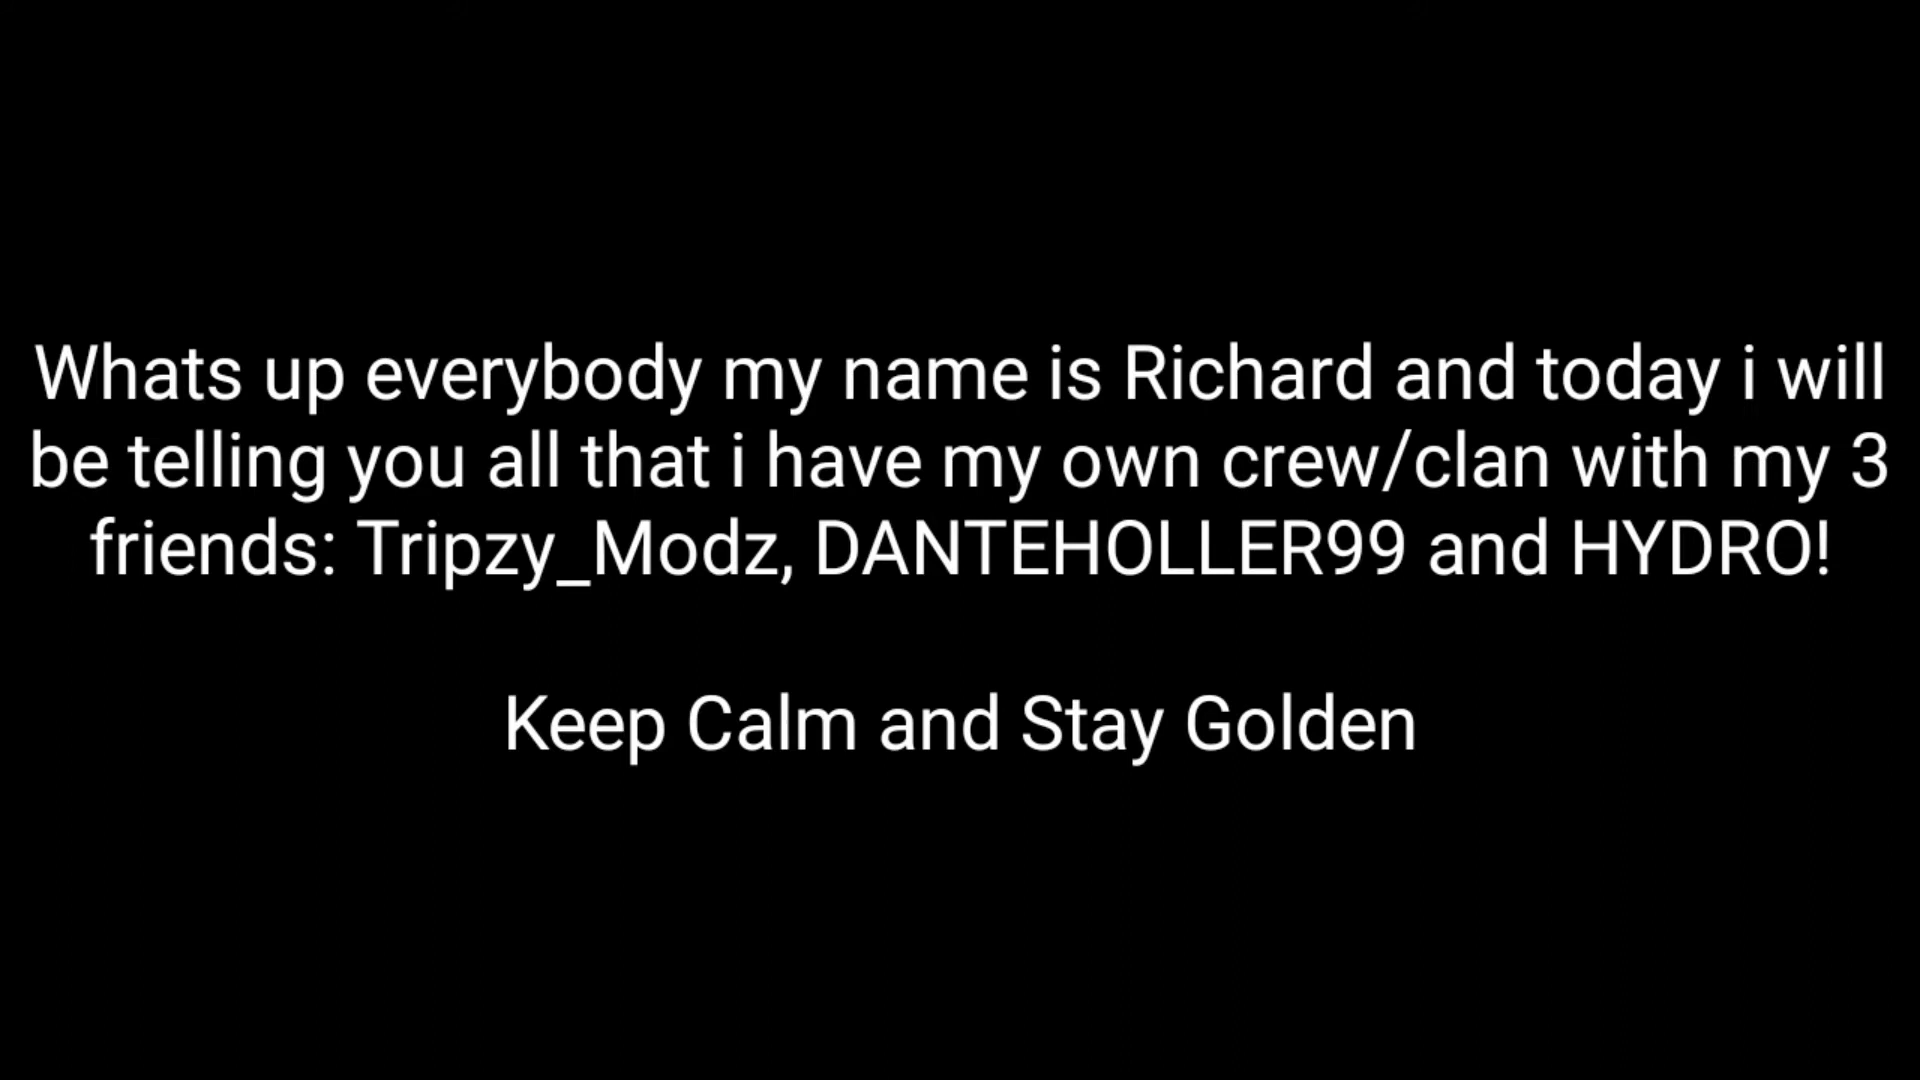 Whats up everybody my name is Richard and today i will
be telling you all that i have my own crew/clan with my 3
friends: Tripzy_Modz, DANTEHOLLER99 and HYDRO!
Keep Calm and Stay Golden